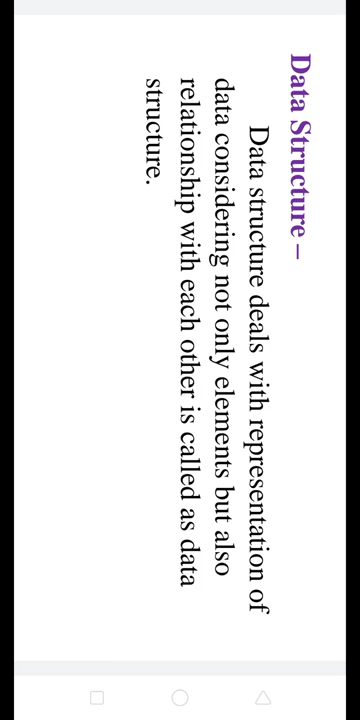 Data Structure –
Data structure deals with representation of
data considering not only elements but also
relationship with each other is called as data
structure.